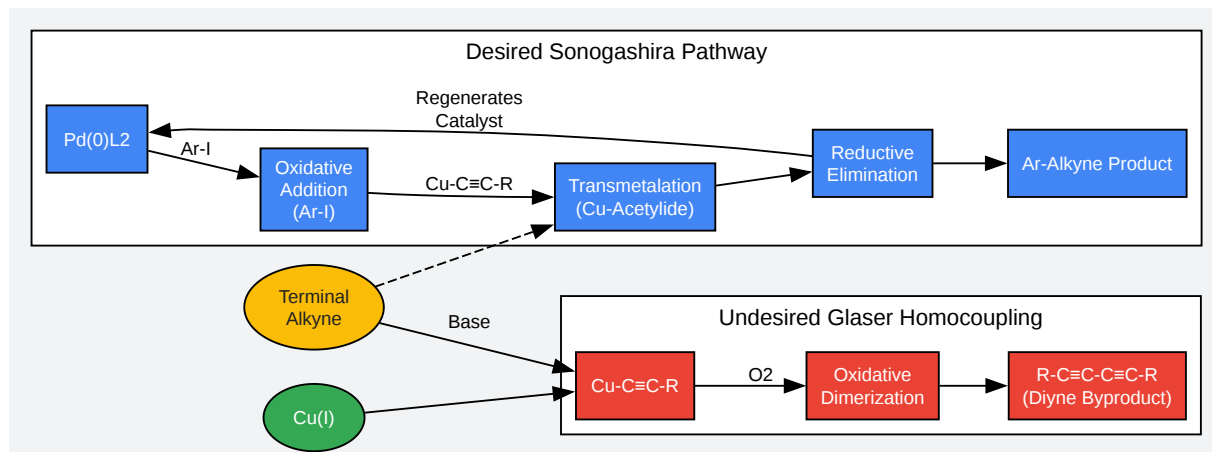 Desired Sonogashira Pathway
Regenerates
Catalyst
Pd(0)L2
Ar-I
Oxidative
Addition
(Ar-I)
Cu-C≡C-R
Transmetalation
(Cu-Acetylide)
Reductive
Elimination
Ar-Alkyne Product
Terminal
Alkyne
Base
Cu(I)
Undesired Glaser Homocoupling
Cu-C≡C-R
O2
Oxidative
Dimerization
R-C≡C-C≡C-R
(Diyne Byproduct)